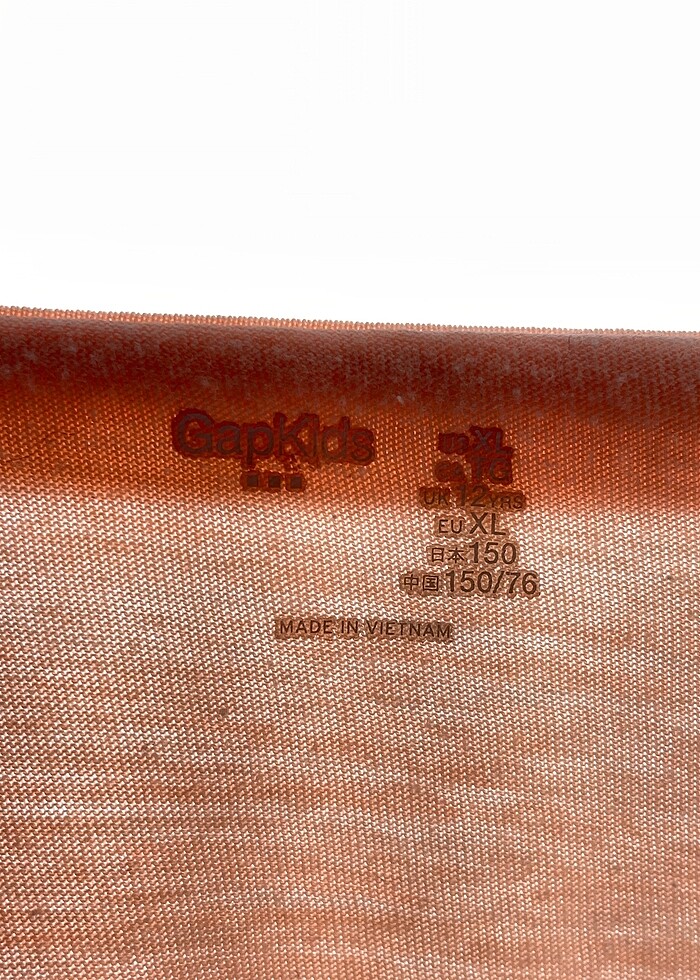 GapKids
XL
UK 12 YRS
EU XL
日本 150
中国 150/76
MADE IN VIETNAM